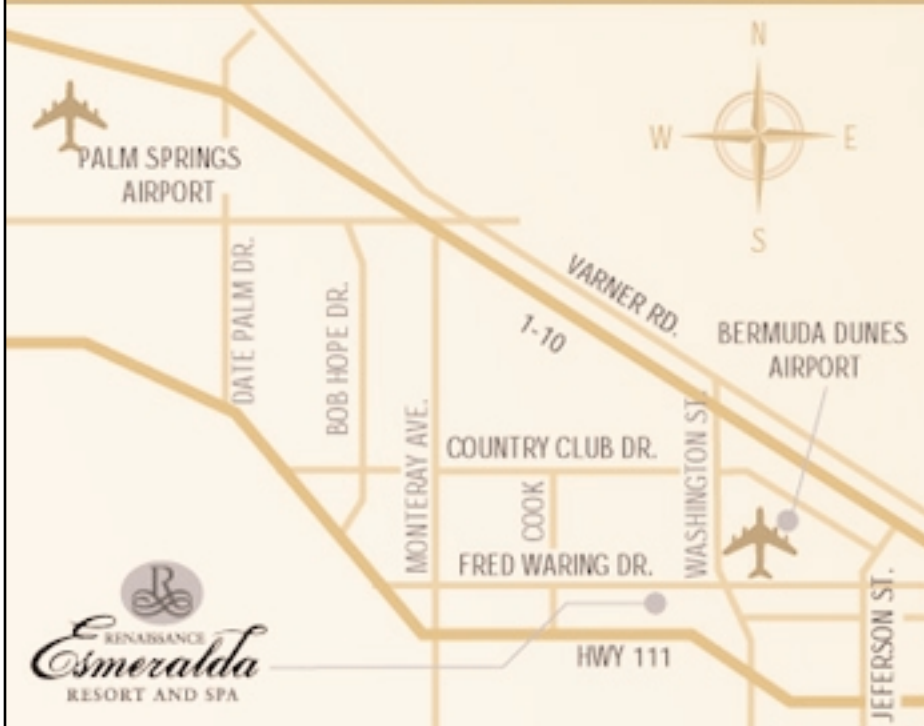 N
W
E
S
PALM SPRINGS
AIRPORT
DATE PALM DR.
BOB HOPE DR.
MONTERAY AVE.
VARNER RD.
1-10
BERMUDA DUNES
AIRPORT
COUNTRY CLUB DR.
COOK
WASHINGTON ST.
FRED WARING DR.
HWY 111
JEFERSON ST.
R
RENAISSANCE
Esmeralda
RESORT AND SPA